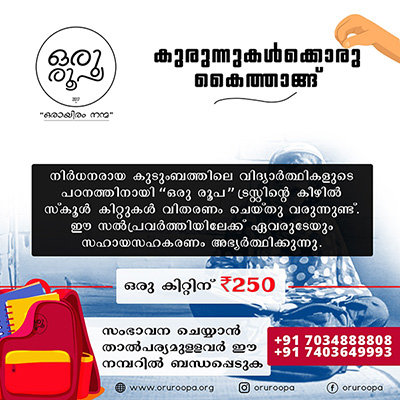 ഒരു
രൂപ
2017
"ഒരായിരം നന്മ"
കുരുന്നുകൾക്കൊരു
കൈത്താങ്ങ്
നിർധനരായ കുടുംബത്തിലെ വിദ്യാർത്ഥികളുടെ
പഠനത്തിനായി "ഒരു രൂപ" ട്രസ്റ്റിന്റെ കിഴിൽ
സ്കൂൾ കിറ്റുകൾ വിതരണം ചെയ്തു വരുന്നുണ്ട്.
ഈ സൽപ്രവർത്തിയിലേക്ക് ഏവരുടേയും
സഹായസഹകരണം അഭ്യർത്ഥിക്കുന്നു.
ഒരു കിറ്റിന് ₹250
സംഭാവന ചെയ്യാൻ
താൽപര്യമുളളവർ ഈ
നമ്പറിൽ ബന്ധപ്പെടുക
+91 7034888808
+91 7403649993
www.oruroopa.org oruroopa oruroopa